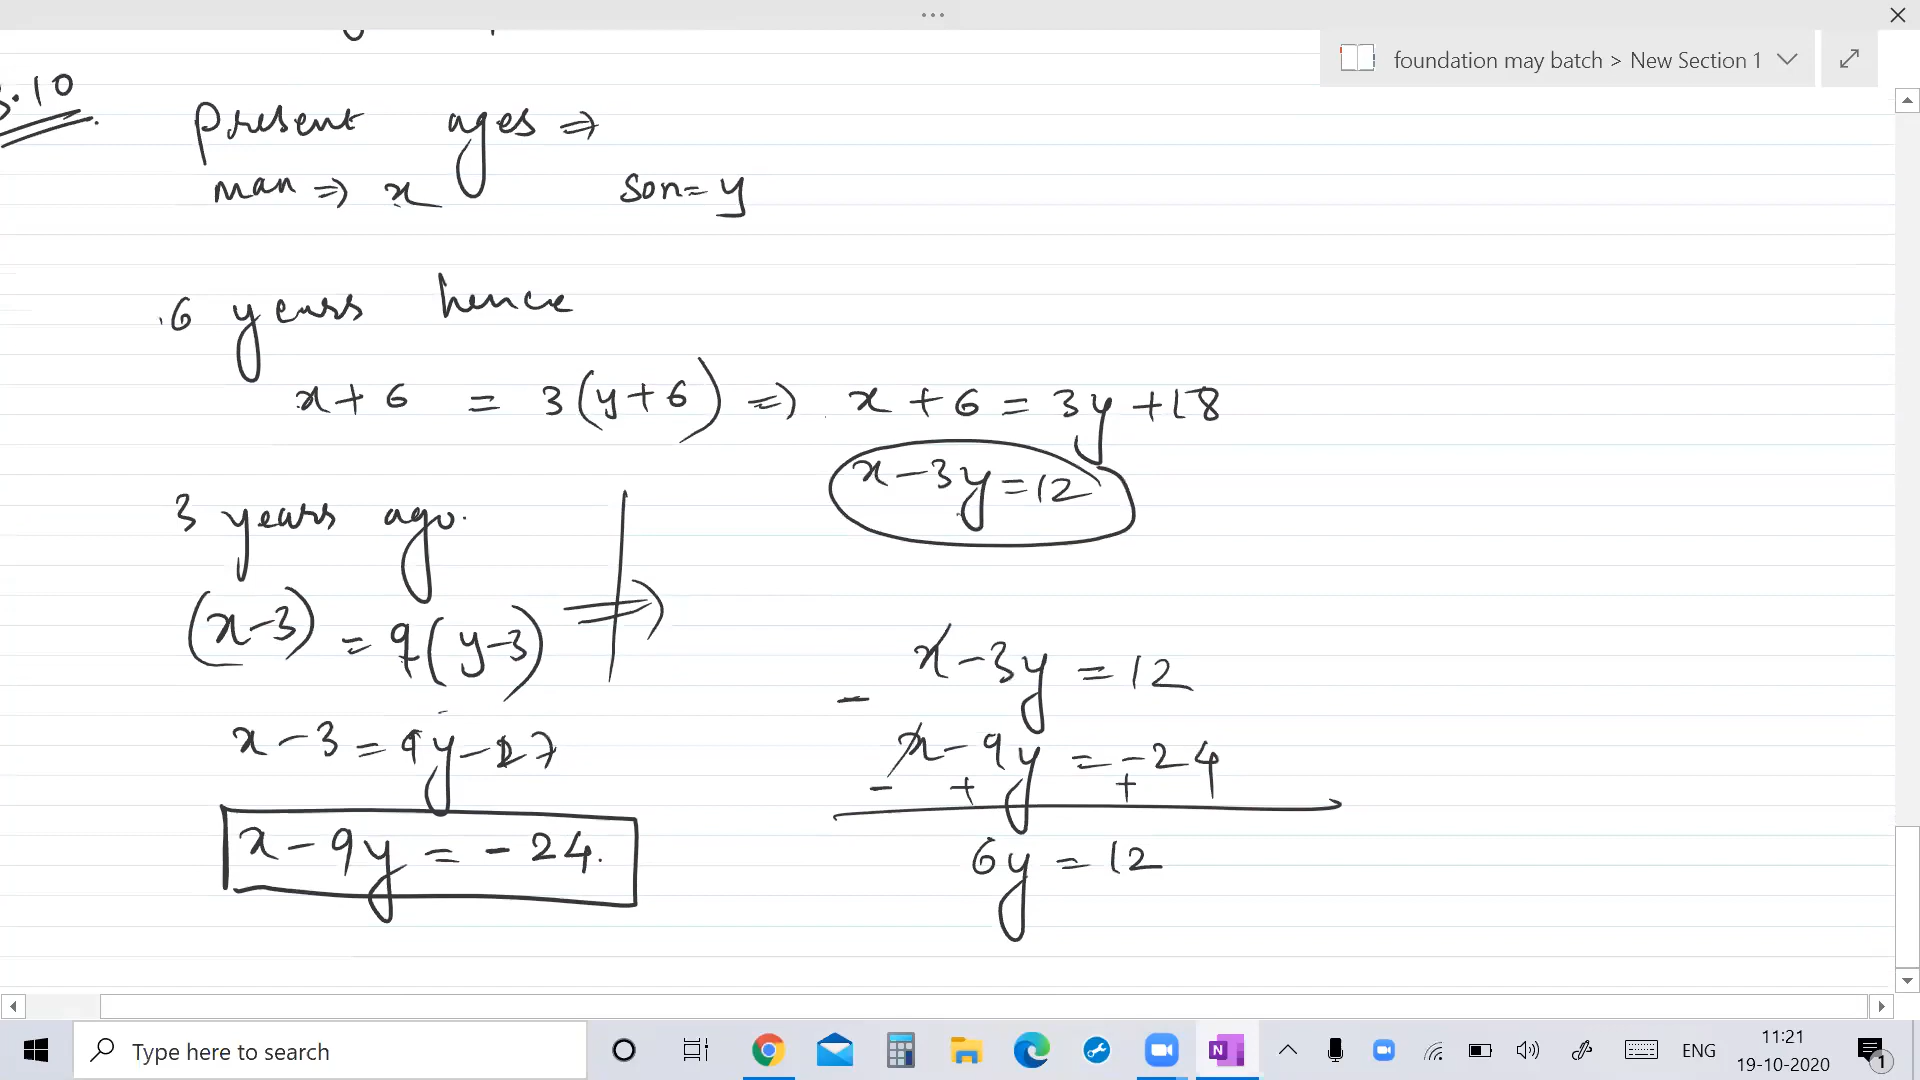 foundation may batch > New Section 1
3.10
Present ages ⇒
man ⇒ x son = y
6 years hence
x + 6 = 3(y+6) ⇒ x + 6 = 3y + 18
x - 3y = 12
3 years ago.
(x-3) = 9(y-3) ⇒
x - 3y = 12
x - 3 = 9y - 27
- x - 9y = -24
- + +
x - 9y = - 24.
6y = 12
Type here to search
ENG
11:21
19-10-2020
1